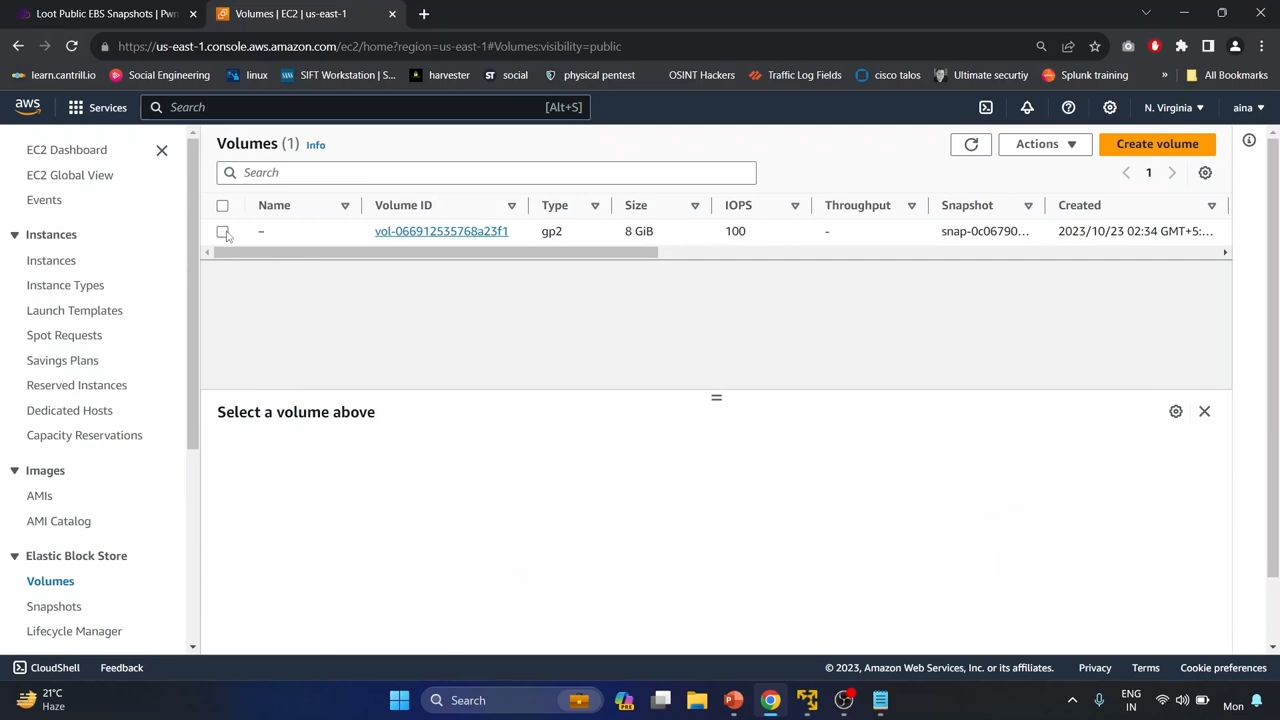 Loot Public EBS Snapshots | Pwn
Volumes | EC2 | us-east-1
https://us-east-1.console.aws.amazon.com/ec2/home?region=us-east-1#Volumes:visibility=public
learn.cantrill.io
Social Engineering
linux
SIFT Workstation | S...
harvester
ST social
physical pentest
OSINT Hackers
Traffic Log Fields
cisco talos
Ultimate securtiy
Splunk training
»
All Bookmarks
aws
Services
Search
[Alt+S]
N. Virginia
aina
EC2 Dashboard
EC2 Global View
Events
Instances
Instances
Instance Types
Launch Templates
Spot Requests
Savings Plans
Reserved Instances
Dedicated Hosts
Capacity Reservations
Images
AMIs
AMI Catalog
Elastic Block Store
Volumes
Snapshots
Lifecycle Manager
Volumes (1) Info
Actions
Create volume
Search
1
Name Volume ID Type Size IOPS Throughput Snapshot Created
– vol-066912535768a23f1 gp2 8 GiB 100 - snap-0c06790... 2023/10/23 02:34 GMT+5:...
Select a volume above
CloudShell Feedback
© 2023, Amazon Web Services, Inc. or its affiliates. Privacy Terms Cookie preferences
21°C
Haze
Search
ENG
IN
Mon